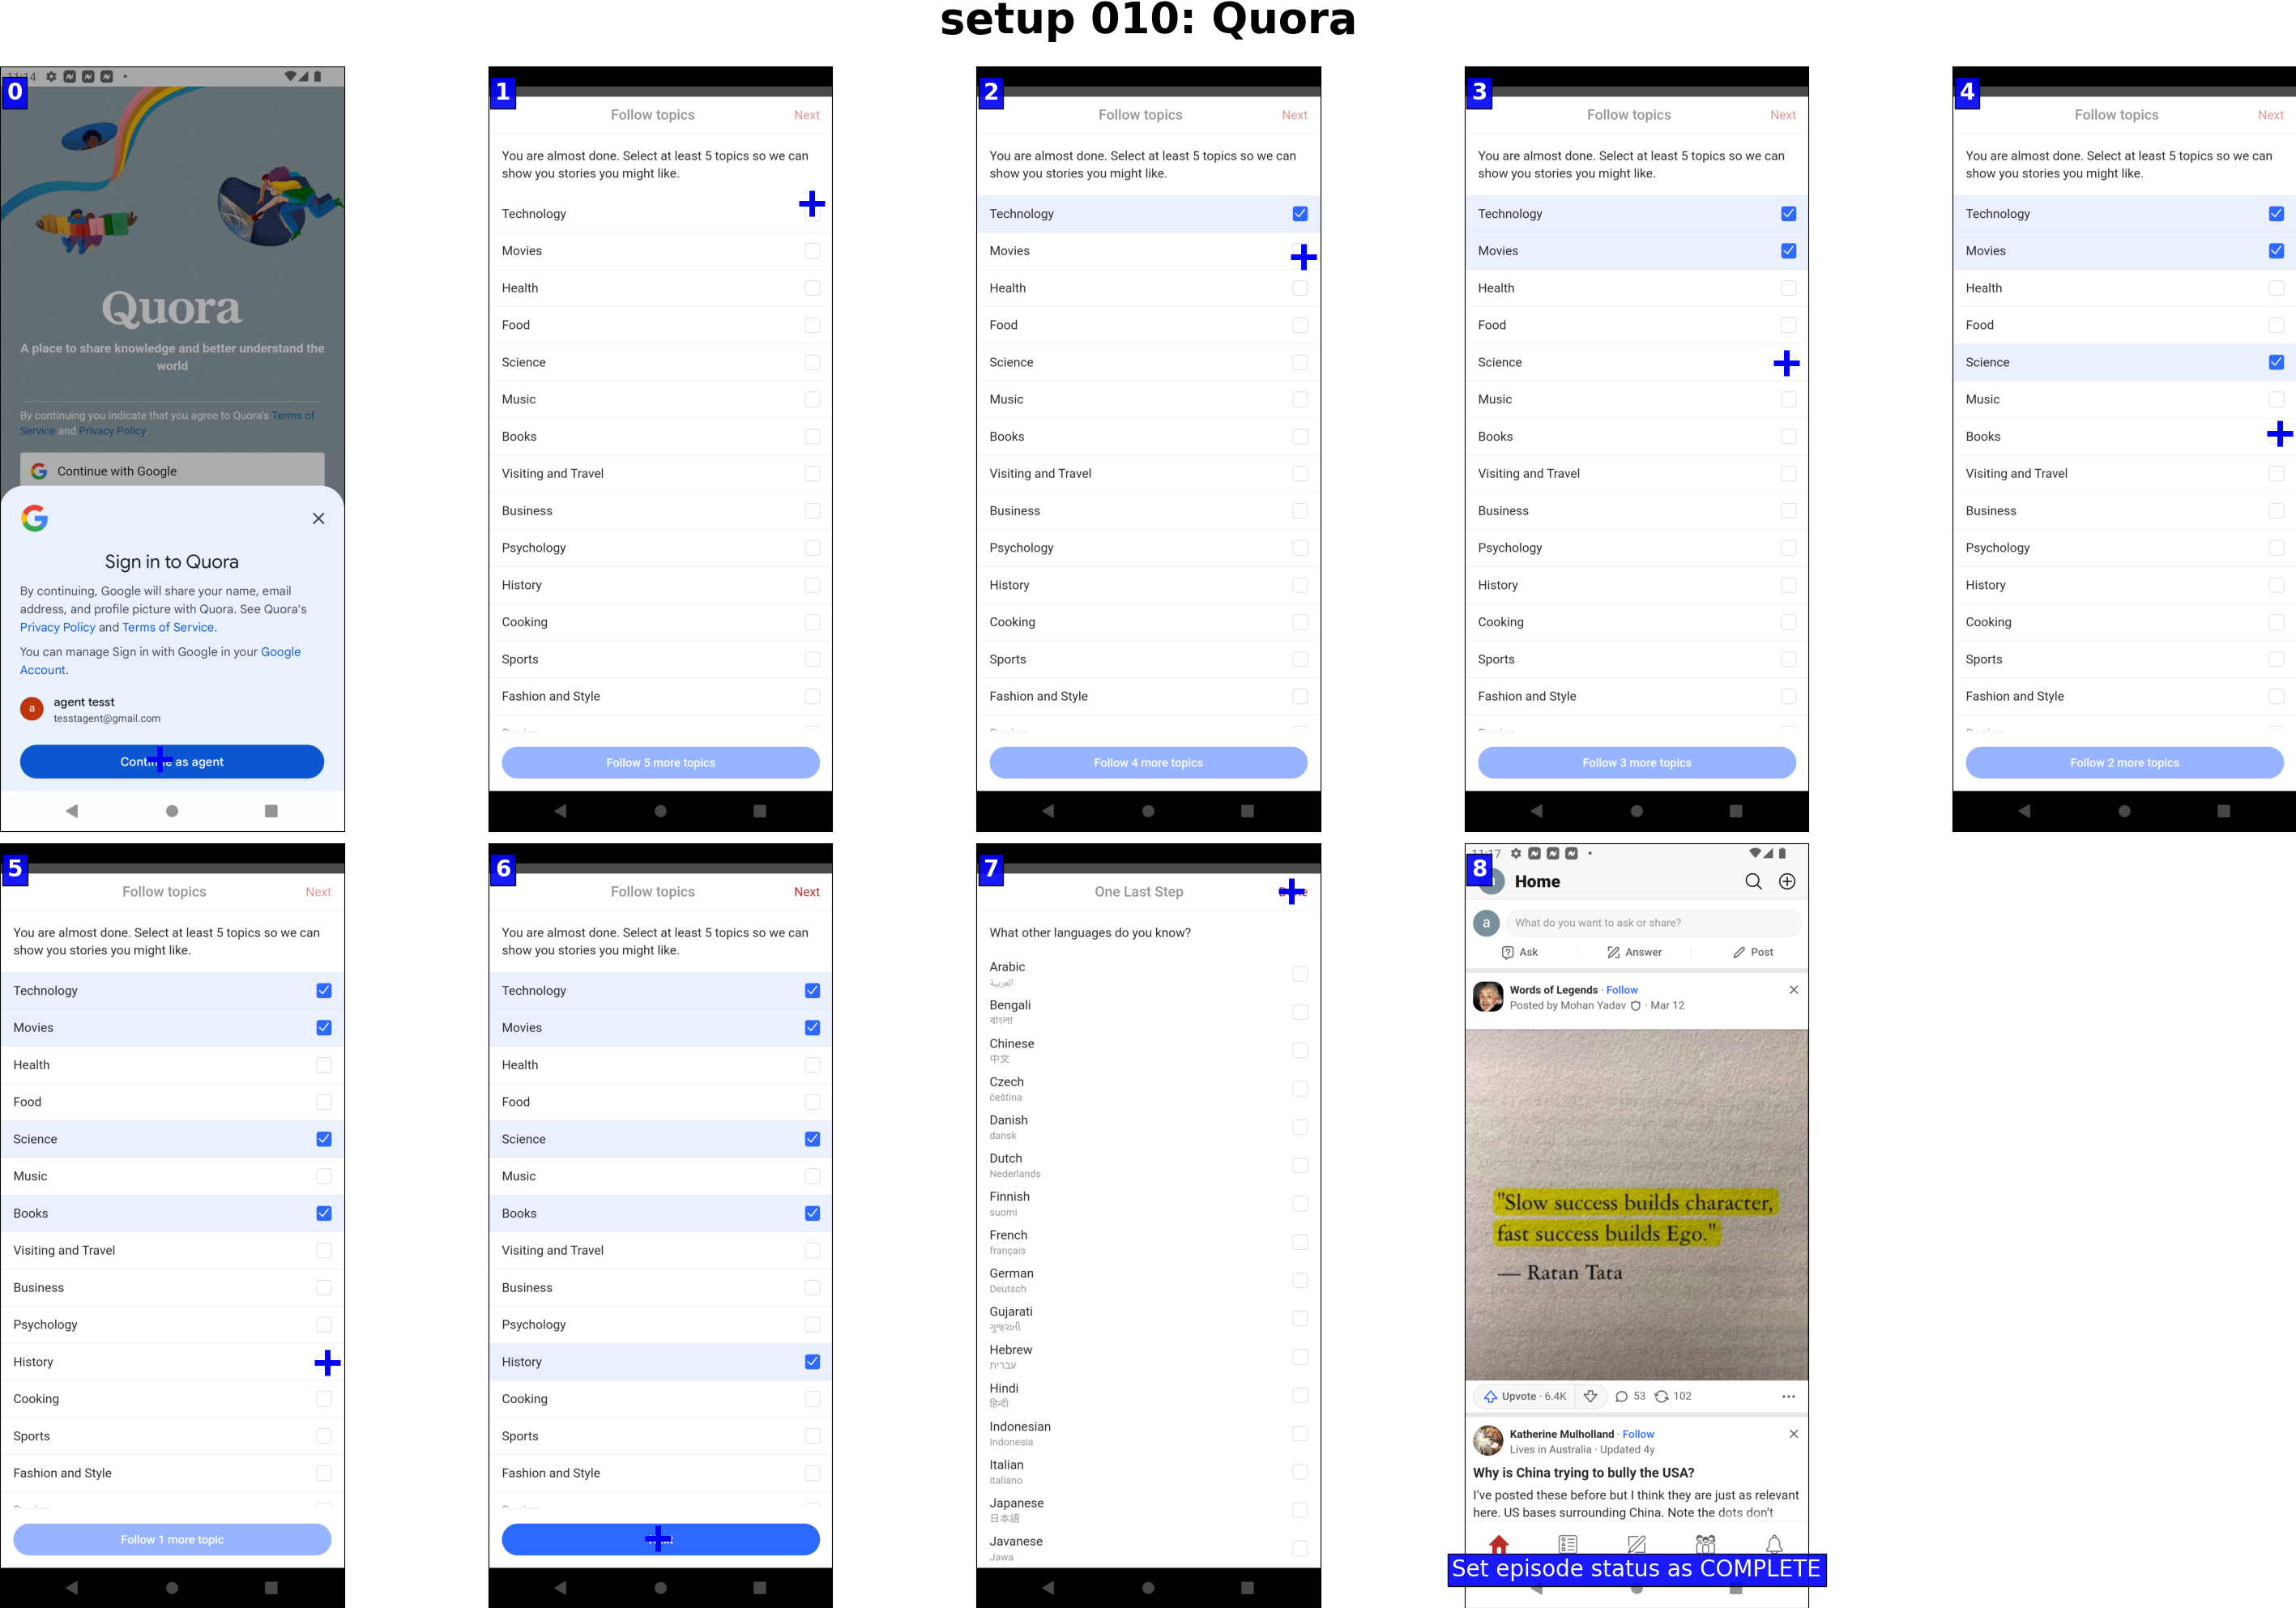 setup 010: Quora
0
11:14
Quora
A place to share knowledge and better understand the
world
By continuing you indicate that you agree to Quora's Terms of
Service and Privacy Policy.
Continue with Google
Sign in to Quora
By continuing, Google will share your name, email
address, and profile picture with Quora. See Quora's
Privacy Policy and Terms of Service.
You can manage Sign in with Google in your Google
Account.
a
agent tesst
tesstagent@gmail.com
Continue as agent
1
Follow topics
Next
You are almost done. Select at least 5 topics so we can
show you stories you might like.
Technology
Movies
Health
Food
Science
Music
Books
Visiting and Travel
Business
Psychology
History
Cooking
Sports
Fashion and Style
Design
Follow 5 more topics
2
Follow topics
Next
You are almost done. Select at least 5 topics so we can
show you stories you might like.
Technology
Movies
Health
Food
Science
Music
Books
Visiting and Travel
Business
Psychology
History
Cooking
Sports
Fashion and Style
Design
Follow 4 more topics
3
Follow topics
Next
You are almost done. Select at least 5 topics so we can
show you stories you might like.
Technology
Movies
Health
Food
Science
Music
Books
Visiting and Travel
Business
Psychology
History
Cooking
Sports
Fashion and Style
Design
Follow 3 more topics
4
Follow topics
Next
You are almost done. Select at least 5 topics so we can
show you stories you might like.
Technology
Movies
Health
Food
Science
Music
Books
Visiting and Travel
Business
Psychology
History
Cooking
Sports
Fashion and Style
Design
Follow 2 more topics
5
Follow topics
Next
You are almost done. Select at least 5 topics so we can
show you stories you might like.
Technology
Movies
Health
Food
Science
Music
Books
Visiting and Travel
Business
Psychology
History
Cooking
Sports
Fashion and Style
Design
Follow 1 more topic
6
Follow topics
Next
You are almost done. Select at least 5 topics so we can
show you stories you might like.
Technology
Movies
Health
Food
Science
Music
Books
Visiting and Travel
Business
Psychology
History
Cooking
Sports
Fashion and Style
Design
Next
7
One Last Step
Done
What other languages do you know?
Arabic
العربية
Bengali
বাংলা
Chinese
中文
Czech
čeština
Danish
dansk
Dutch
Nederlands
Finnish
suomi
French
français
German
Deutsch
Gujarati
ગુજરાતી
Hebrew
עברית
Hindi
हिन्दी
Indonesian
Indonesia
Italian
italiano
Japanese
日本語
Javanese
Jawa
8
11:17
Home
a
What do you want to ask or share?
Ask
Answer
Post
Words of Legends · Follow
Posted by Mohan Yadav · Mar 12
"Slow success builds character,
fast success builds Ego."
— Ratan Tata
Upvote · 6.4K
53
102
Katherine Mulholland · Follow
Lives in Australia · Updated 4y
Why is China trying to bully the USA?
I've posted these before but I think they are just as relevant
here. US bases surrounding China. Note the dots don't
Set episode status as COMPLETE